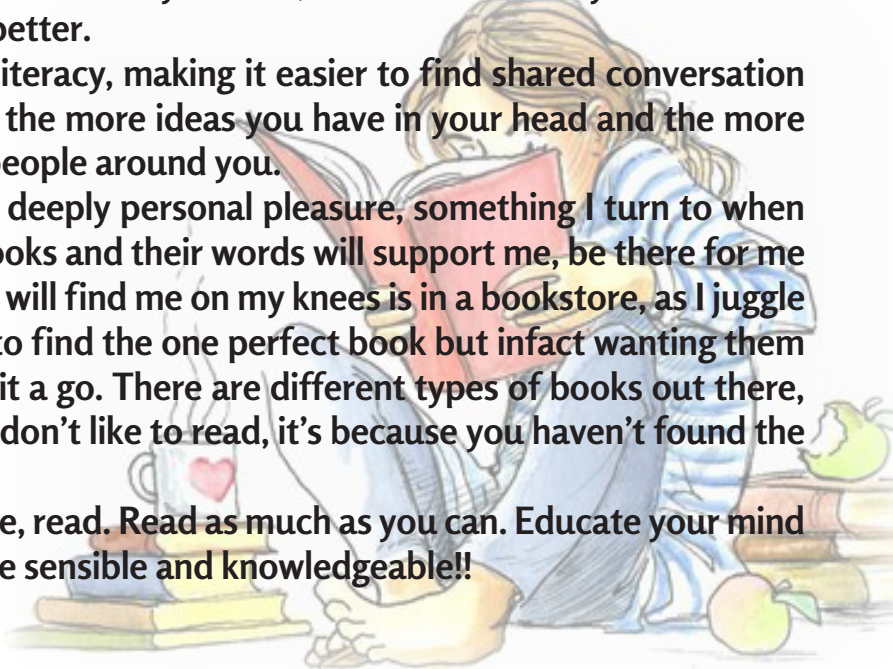 better.
iteracy, making it easier to find shared conversation
the more ideas you have in your head and the more
people around you.
deeply personal pleasure, something I turn to when
ooks and their words will support me, be there for me
will find me on my knees is in a bookstore, as I juggle
to find the one perfect book but infact wanting them
it a go. There are different types of books out there,
don't like to read, it's because you haven't found the
e, read. Read as much as you can. Educate your mind
e sensible and knowledgeable!!